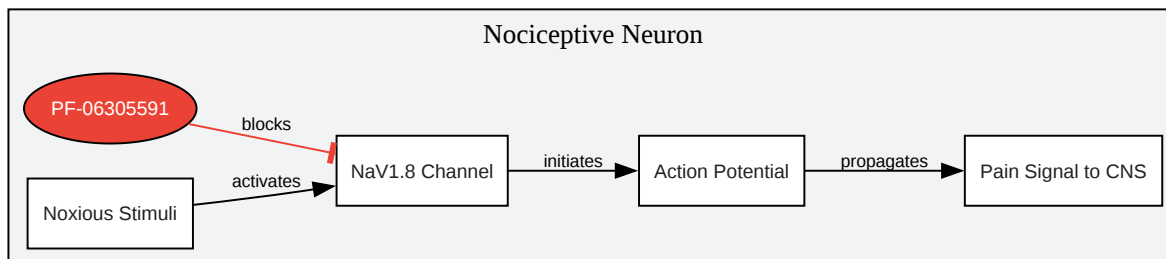 Nociceptive Neuron
PF-06305591
blocks
NaV1.8 Channel
initiates
Action Potential
propagates
Pain Signal to CNS
activates
Noxious Stimuli